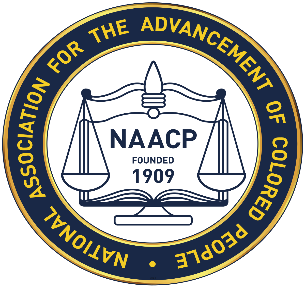 NATIONAL ASSOCIATION FOR THE ADVANCEMENT OF COLORED PEOPLE •
NAACP
FOUNDED
1909